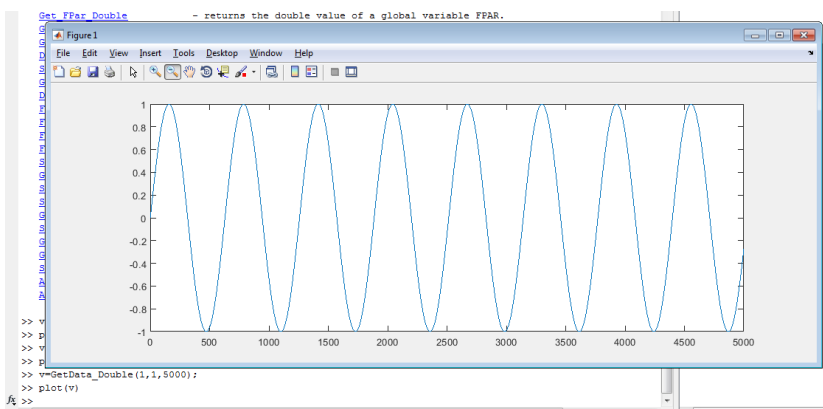 Get_FPar_Double - returns the double value of a global variable FPAR.
Figure 1
File Edit View Insert Tools Desktop Window Help
1
0.8
0.6
0.4
0.2
0
-0.2
-0.4
-0.6
-0.8
-1
0 500 1000 1500 2000 2500 3000 3500 4000 4500 5000
G
G
D
S
G
D
F
F
F
F
S
G
S
S
G
S
G
G
S
A
A
>> v
>> p
>> v
>> p
>> v=GetData_Double(1,1,5000);
>> plot(v)
fx >>